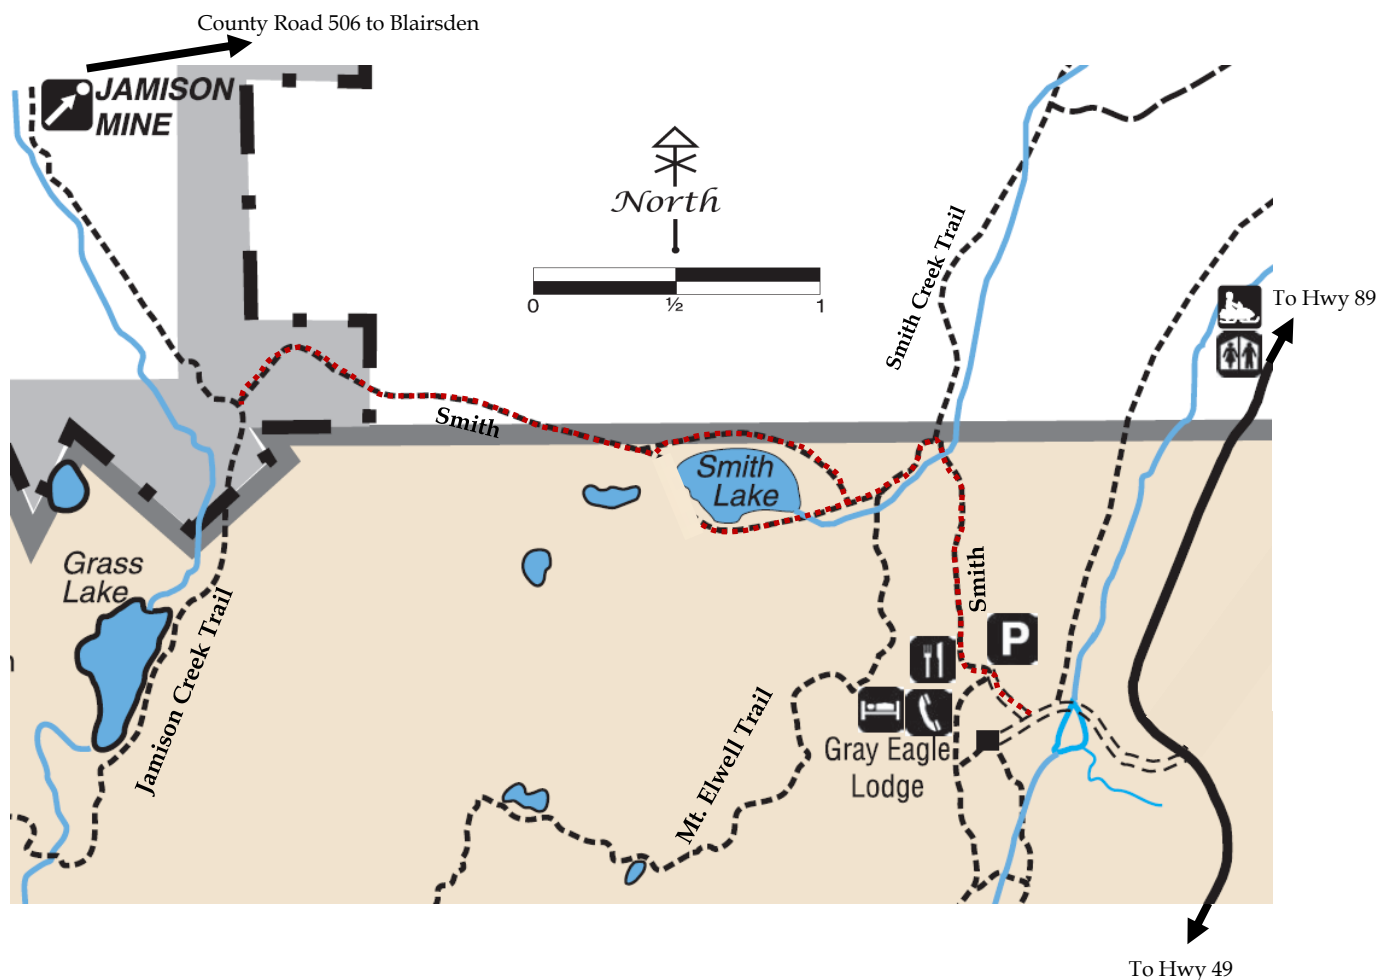 County Road 506 to Blairsden
JAMISON
MINE
North
0
½
1
Smith Creek Trail
To Hwy 89
Smith
Smith
Lake
Grass
Lake
Smith
P
Jamison Creek Trail
Mt. Elwell Trail
Gray Eagle
Lodge
To Hwy 49